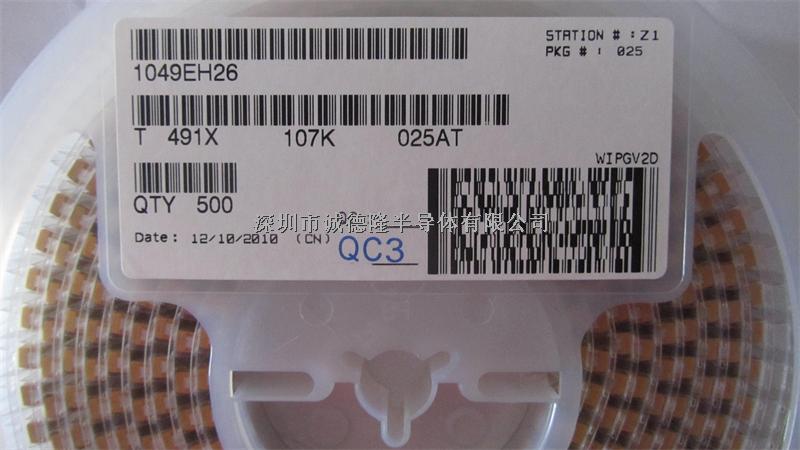 STATION # : Z1
PKG # : 025
1049EH26
T 491X 107K 025AT
WIPGV2D
QTY 500
深圳市诚德隆半导体有限公司
Date: 12/10/2010 (CN)
QC3